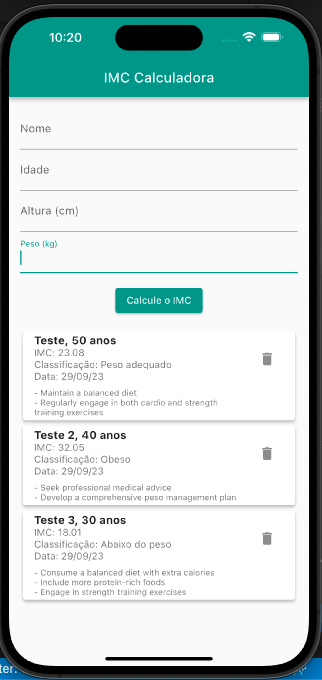 10:20
IMC Calculadora
Nome
Idade
Altura (cm)
Peso (kg)
Calcule o IMC
Teste, 50 anos
IMC: 23.08
Classificação: Peso adequado
Data: 29/09/23
- Maintain a balanced diet
- Regularly engage in both cardio and strength
training exercises
Teste 2, 40 anos
IMC: 32.05
Classificação: Obeso
Data: 29/09/23
- Seek professional medical advice
- Develop a comprehensive peso management plan
Teste 3, 30 anos
IMC: 18.01
Classificação: Abaixo do peso
Data: 29/09/23
- Consume a balanced diet with extra calories
- Include more protein-rich foods
- Engage in strength training exercises
ter: